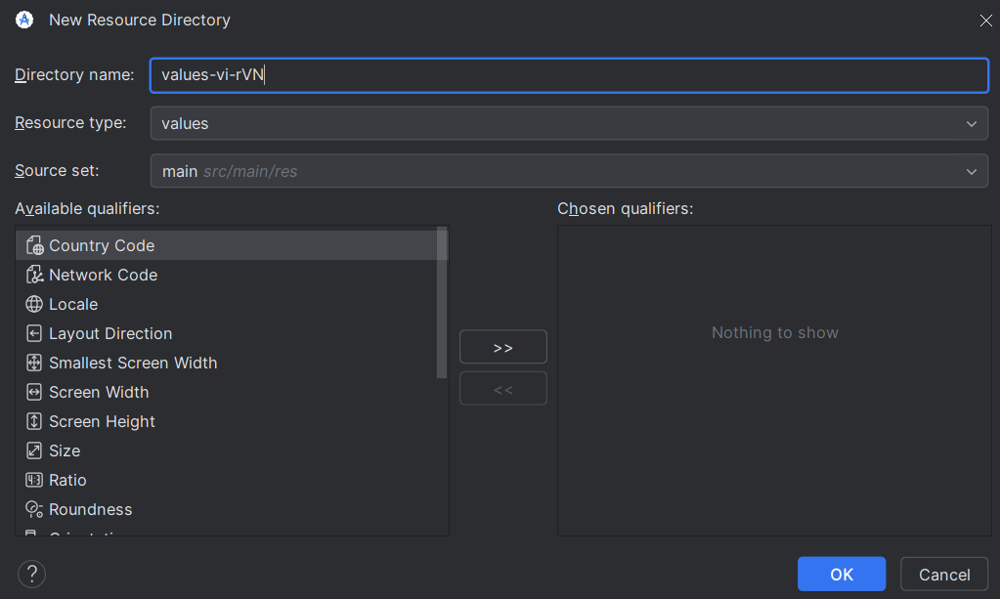 New Resource Directory
Directory name: values-vi-rVN
Resource type: values
Source set: main src/main/res
Available qualifiers:
Chosen qualifiers:
Country Code
Network Code
Locale
Layout Direction
Smallest Screen Width
Screen Width
Screen Height
Size
4:3 Ratio
Roundness
>>
<<
Nothing to show
?
OK
Cancel